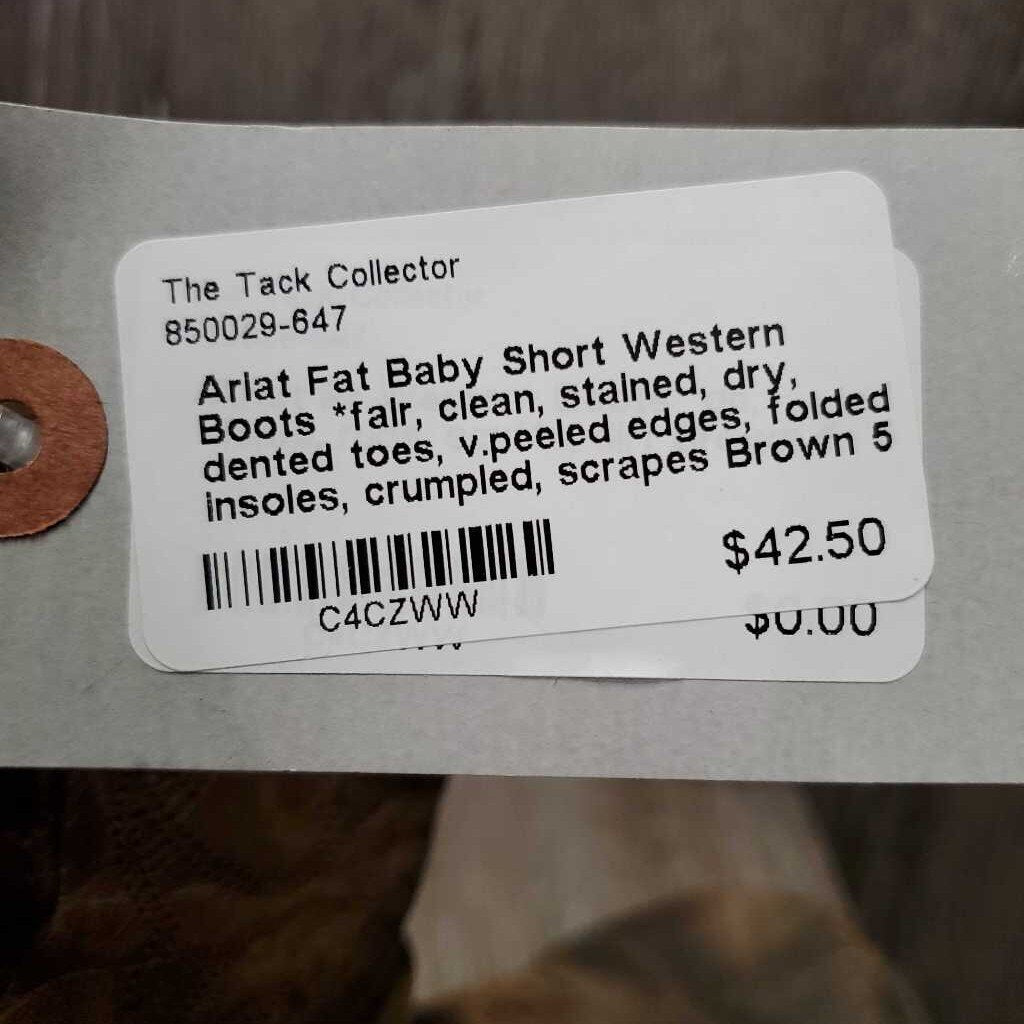 The Tack Collector
850029-647
Ariat Fat Baby Short Western
Boots *fair, clean, stained, dry,
dented toes, v.peeled edges, folded
insoles, crumpled, scrapes Brown 5
$42.50
C4CZWW
$0.00